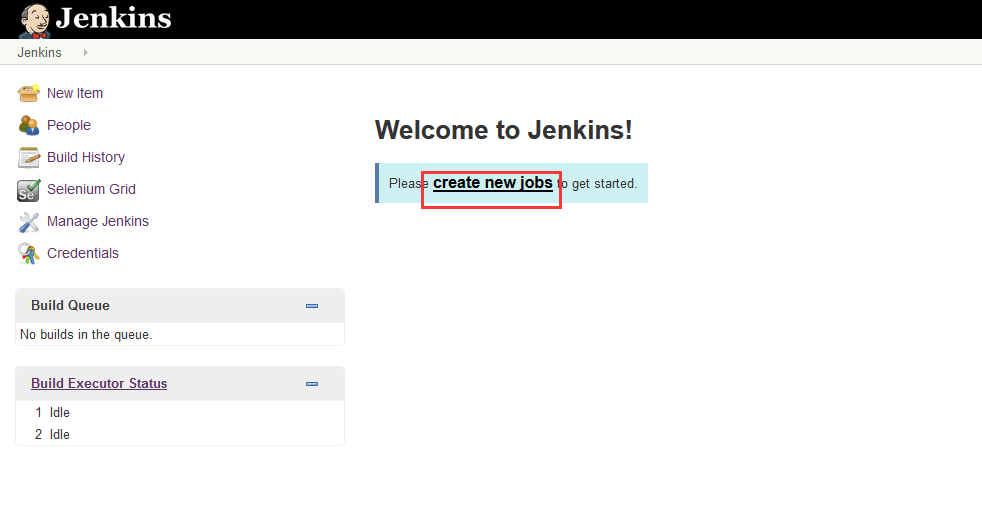 Jenkins
Jenkins
New Item
People
Build History
Se
Selenium Grid
Manage Jenkins
Credentials
Build Queue
No builds in the queue.
Build Executor Status
1 Idle
2 Idle
Welcome to Jenkins!
Please create new jobs to get started.